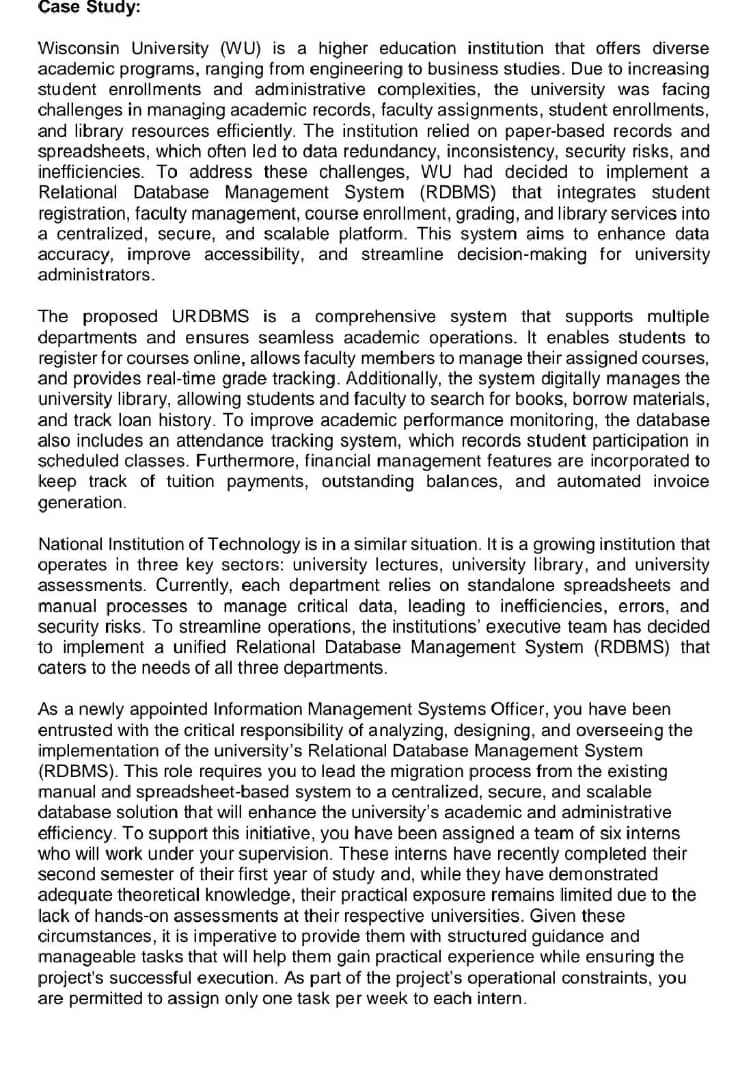 Case Study:
Wisconsin University (WU) is a higher education institution that offers diverse
academic programs, ranging from engineering to business studies. Due to increasing
student enrollments and administrative complexities, the university was facing
challenges in managing academic records, faculty assignments, student enrollments,
and library resources efficiently. The institution relied on paper-based records and
spreadsheets, which often led to data redundancy, inconsistency, security risks, and
inefficiencies. To address these challenges, WU had decided to implement a
Relational Database Management System (RDBMS) that integrates student
registration, faculty management, course enrollment, grading, and library services into
a centralized, secure, and scalable platform. This system aims to enhance data
accuracy, improve accessibility, and streamline decision-making for university
administrators.
The proposed URDBMS is a comprehensive system that supports multiple
departments and ensures seamless academic operations. It enables students to
register for courses online, allows faculty members to manage their assigned courses,
and provides real-time grade tracking. Additionally, the system digitally manages the
university library, allowing students and faculty to search for books, borrow materials,
and track loan history. To improve academic performance monitoring, the database
also includes an attendance tracking system, which records student participation in
scheduled classes. Furthermore, financial management features are incorporated to
keep track of tuition payments, outstanding balances, and automated invoice
generation.
National Institution of Technology is in a similar situation. It is a growing institution that
operates in three key sectors: university lectures, university library, and university
assessments. Currently, each department relies on standalone spreadsheets and
manual processes to manage critical data, leading to inefficiencies, errors, and
security risks. To streamline operations, the institutions' executive team has decided
to implement a unified Relational Database Management System (RDBMS) that
caters to the needs of all three departments.
As a newly appointed Information Management Systems Officer, you have been
entrusted with the critical responsibility of analyzing, designing, and overseeing the
implementation of the university's Relational Database Management System
(RDBMS). This role requires you to lead the migration process from the existing
manual and spreadsheet-based system to a centralized, secure, and scalable
database solution that will enhance the university's academic and administrative
efficiency. To support this initiative, you have been assigned a team of six interns
who will work under your supervision. These interns have recently completed their
second semester of their first year of study and, while they have demonstrated
adequate theoretical knowledge, their practical exposure remains limited due to the
lack of hands-on assessments at their respective universities. Given these
circumstances, it is imperative to provide them with structured guidance and
manageable tasks that will help them gain practical experience while ensuring the
project's successful execution. As part of the project's operational constraints, you
are permitted to assign only one task per week to each intern.